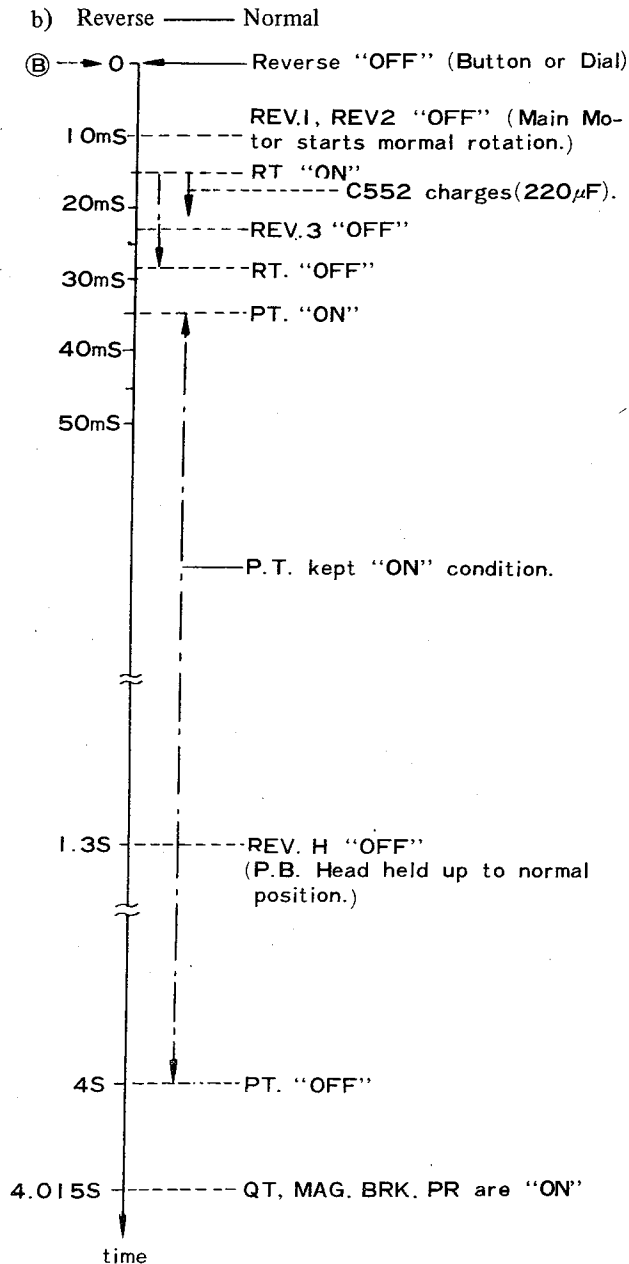 b) Reverse —— Normal
Ⓑ 0 Reverse “OFF” (Button or Dial)
REV.1, REV2 “OFF” (Main Mo-
10mS tor starts mormal rotation.)
RT “ON”
C552 charges(220μF).
20mS
REV.3 “OFF”
RT. “OFF”
30mS
PT. “ON”
40mS
50mS
P.T. kept “ON” condition.
1.3S REV. H “OFF”
(P.B. Head held up to normal
position.)
4S PT. “OFF”
4.015S QT, MAG. BRK. PR are “ON”
time